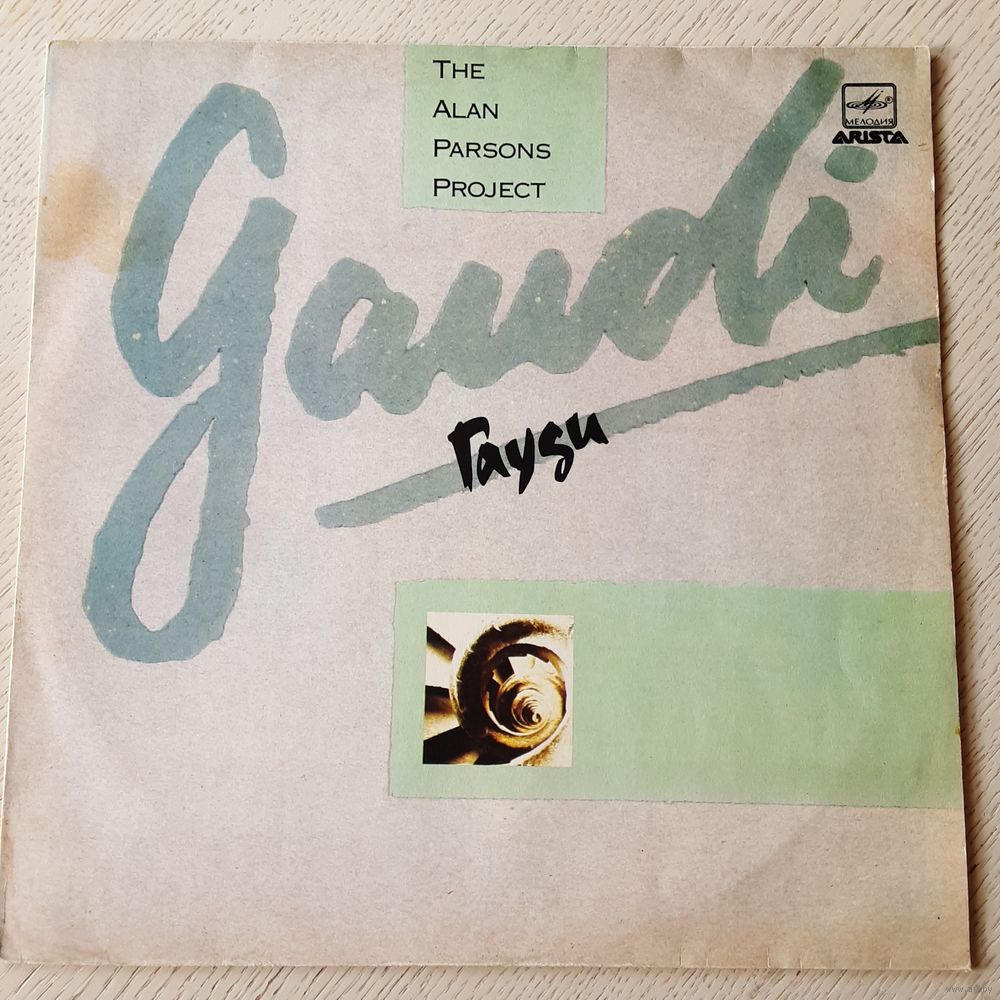 THE
ALAN
PARSONS
PROJECT
МЕЛОДИЯ
ARISTA
gaudi
Гауди